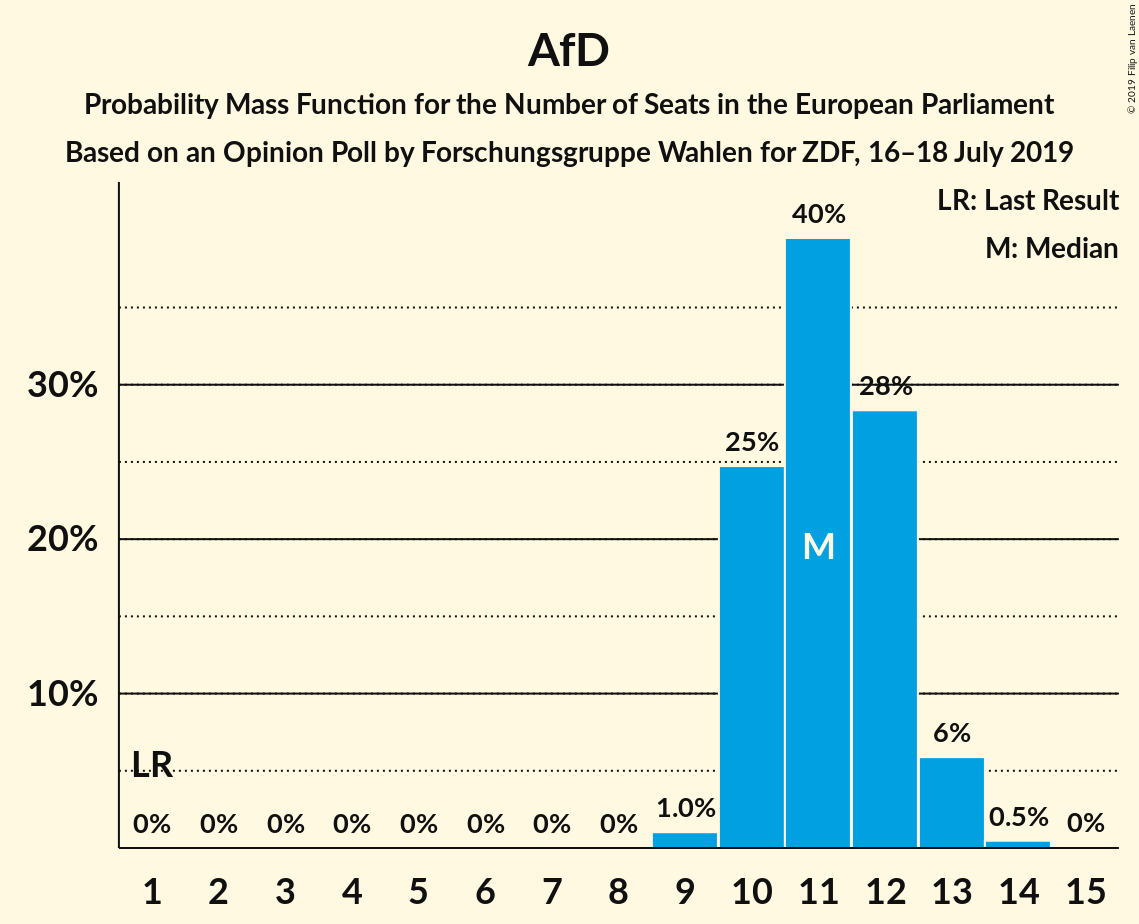 AfD
Probability Mass Function for the Number of Seats in the European Parliament
Based on an Opinion Poll by Forschungsgruppe Wahlen for ZDF, 16–18 July 2019
© 2019 Filip van Laenen
LR: Last Result
M: Median
40%
30%
28%
25%
20%
M
10%
6%
LR
0% 0% 0% 0% 0% 0% 0% 0% 1.0% 0.5% 0%
1 2 3 4 5 6 7 8 9 10 11 12 13 14 15